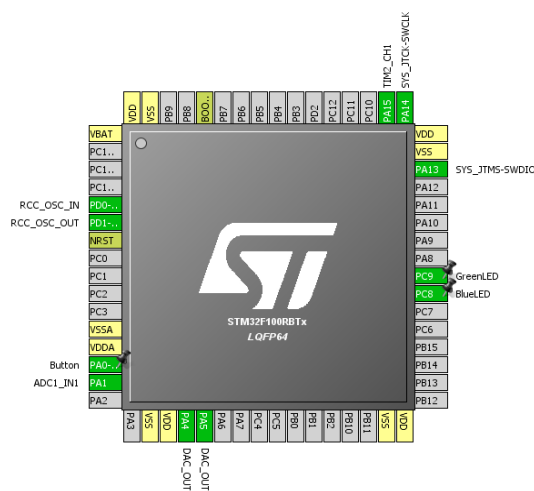 TIM2_CH1
SYS_JTCK-SWCLK
VDD
VSS
PB9
PB8
BOO..
PB7
PB6
PB5
PB4
PB3
PD2
PC12
PC11
PC10
PA15
PA14
VBAT
PC1..
PC1..
PC1..
RCC_OSC_IN PD0-..
RCC_OSC_OUT PD1-..
NRST
PC0
PC1
PC2
PC3
VSSA
VDDA
Button PA0-..
ADC1_IN1 PA1
PA2
ST
STM32F100RBTx
LQFP64
VDD
VSS
PA13 SYS_JTMS-SWDIO
PA12
PA11
PA10
PA9
PA8
PC9 GreenLED
PC8 BlueLED
PC7
PC6
PB15
PB14
PB13
PB12
PA3
VSS
VDD
PA4
PA5
PA6
PA7
PC4
PC5
PB0
PB1
PB2
PB10
PB11
VSS
VDD
DAC_OUT
DAC_OUT